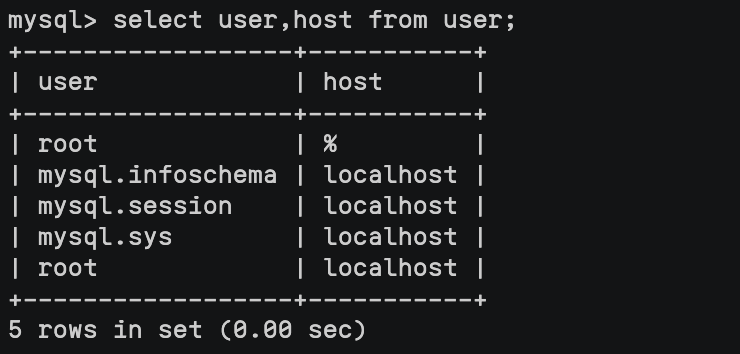 mysql> select user,host from user;
+------------------+-----------+
| user             | host      |
+------------------+-----------+
| root             | %         |
| mysql.infoschema | localhost |
| mysql.session    | localhost |
| mysql.sys        | localhost |
| root             | localhost |
+------------------+-----------+
5 rows in set (0.00 sec)